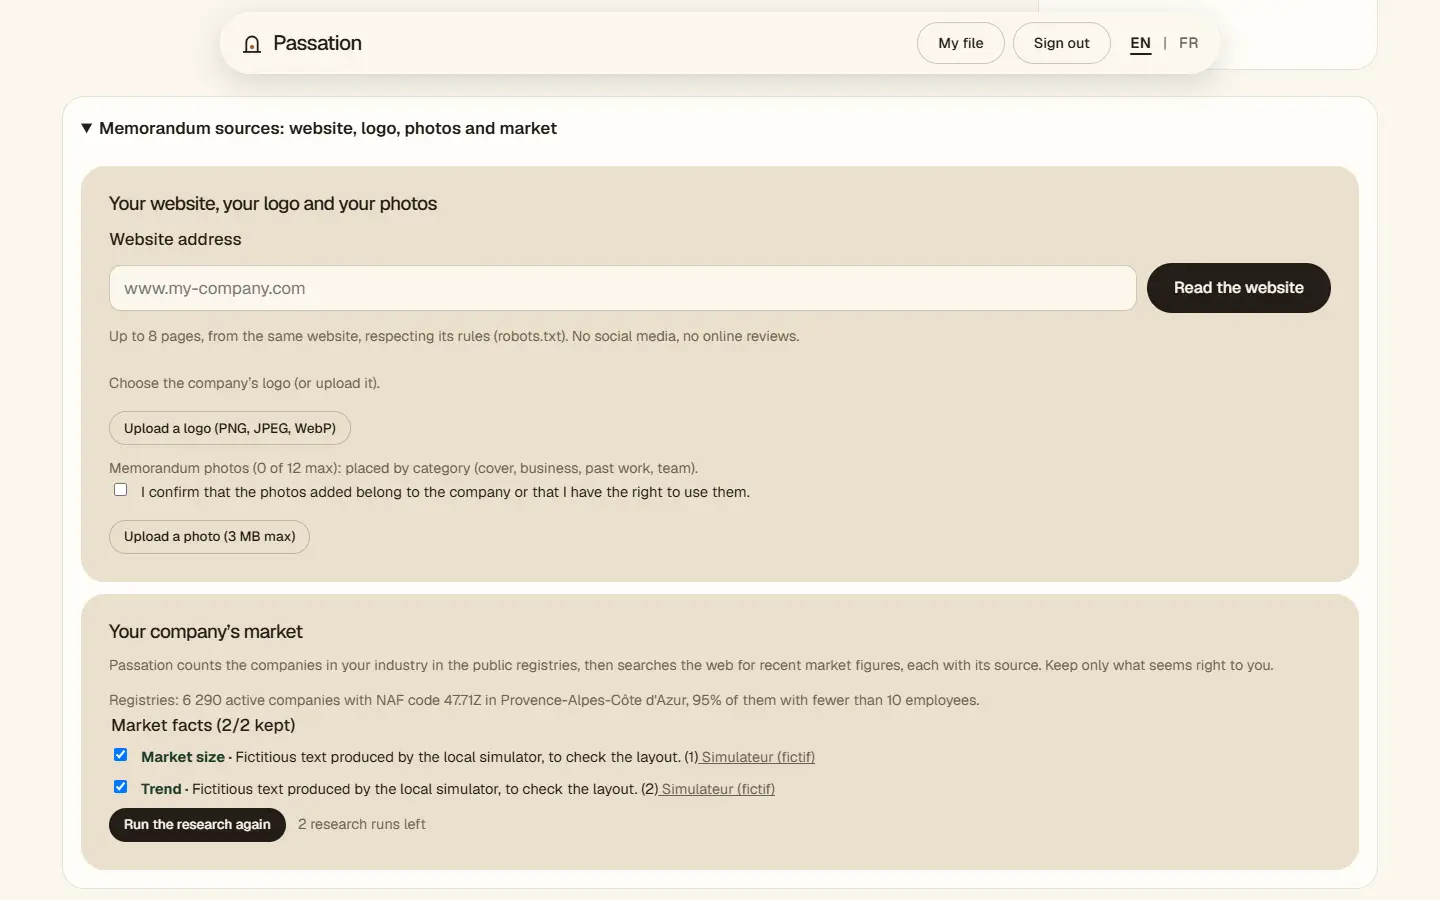 Passation
My file
Sign out
EN | FR
▼ Memorandum sources: website, logo, photos and market
Your website, your logo and your photos
Website address
www.my-company.com
Read the website
Up to 8 pages, from the same website, respecting its rules (robots.txt). No social media, no online reviews.
Choose the company’s logo (or upload it).
Upload a logo (PNG, JPEG, WebP)
Memorandum photos (0 of 12 max): placed by category (cover, business, past work, team).
I confirm that the photos added belong to the company or that I have the right to use them.
Upload a photo (3 MB max)
Your company’s market
Passation counts the companies in your industry in the public registries, then searches the web for recent market figures, each with its source. Keep only what seems right to you.
Registries: 6 290 active companies with NAF code 47.71Z in Provence-Alpes-Côte d’Azur, 95% of them with fewer than 10 employees.
Market facts (2/2 kept)
Market size · Fictitious text produced by the local simulator, to check the layout. (1) Simulateur (fictif)
Trend · Fictitious text produced by the local simulator, to check the layout. (2) Simulateur (fictif)
Run the research again
2 research runs left